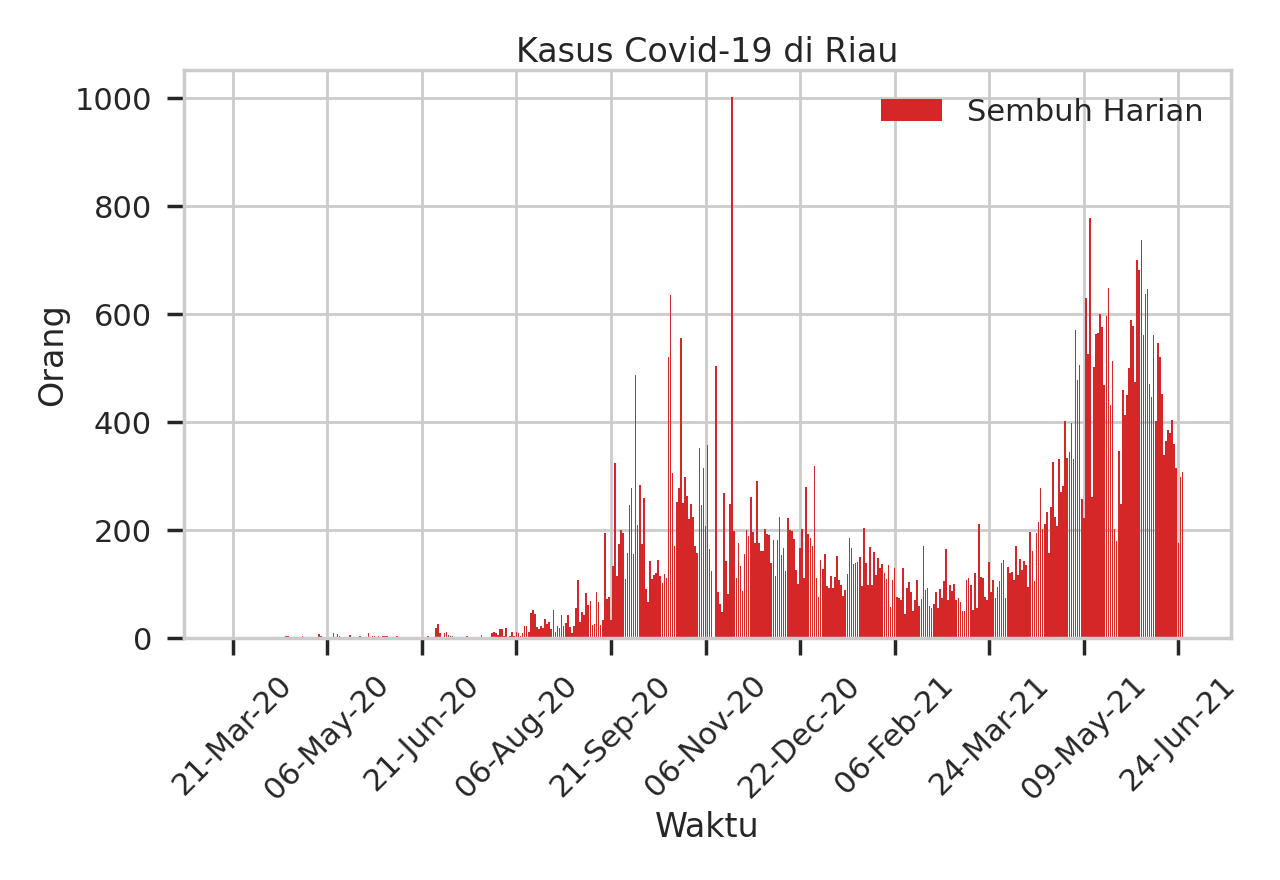 Kasus Covid-19 di Riau
Sembuh Harian
Orang
1000
800
600
400
200
0
21-Mar-20
06-May-20
21-Jun-20
06-Aug-20
21-Sep-20
06-Nov-20
22-Dec-20
06-Feb-21
24-Mar-21
09-May-21
24-Jun-21
Waktu